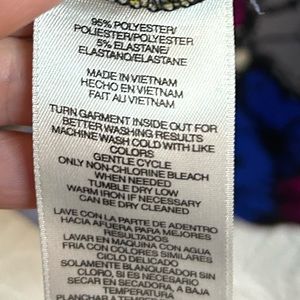 95% POLYESTER/
POLIESTER/POLYESTER
5% ELASTANE/
ELASTANO/ELASTANE
MADE IN VIETNAM
HECHO EN VIETNAM
FAIT AU VIETNAM
TURN GARMENT INSIDE OUT FOR
BETTER WASHING RESULTS
MACHINE WASH COLD WITH LIKE
COLORS
GENTLE CYCLE
ONLY NON-CHLORINE BLEACH
WHEN NEEDED
TUMBLE DRY LOW
WARM IRON IF NECESSARY
CAN BE DRY CLEANED
LAVE CON LA PARTE DE ADENTRO
HACIA AFUERA PARA MEJORES
RESULTADOS
LAVAR EN MAQUINA CON AGUA
FRIA CON COLORES SIMILARES
CICLO DELICADO
SOLAMENTE BLANQUEADOR SIN
CLORO, SI ES NECESARIO
SECAR EN SECADORA, A BAJA
TEMPERATURA
PLANCHAR A